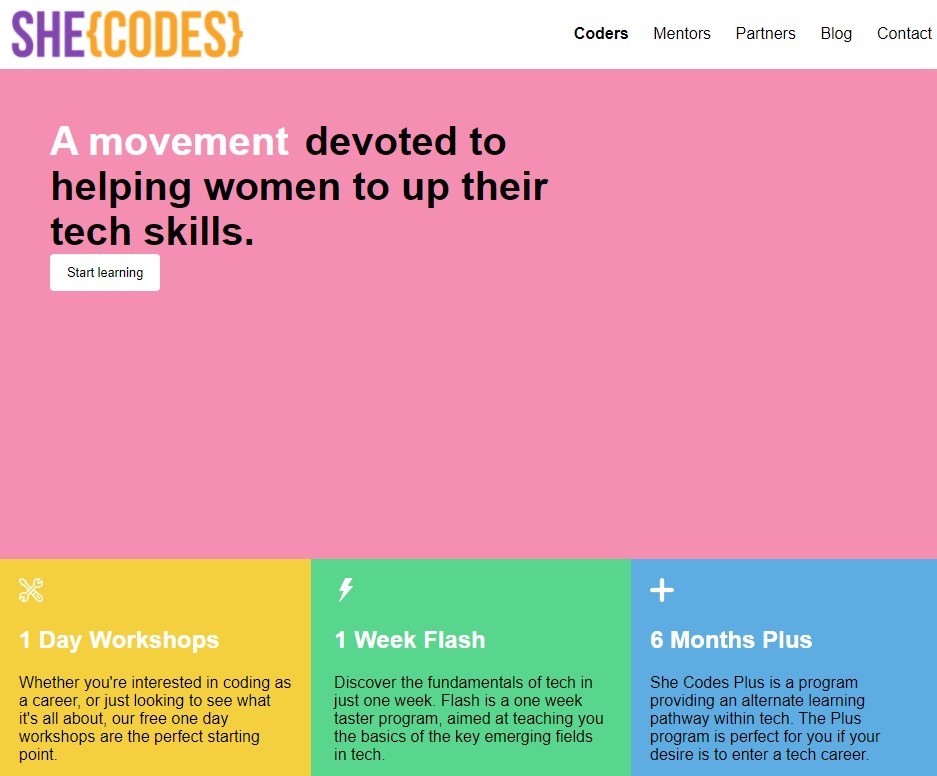 SHE{CODES}
Coders Mentors Partners Blog Contact
A movement devoted to
helping women to up their
tech skills.
Start learning
1 Day Workshops
Whether you're interested in coding as
a career, or just looking to see what
it's all about, our free one day
workshops are the perfect starting
point.
1 Week Flash
Discover the fundamentals of tech in
just one week. Flash is a one week
taster program, aimed at teaching you
the basics of the key emerging fields
in tech.
6 Months Plus
She Codes Plus is a program
providing an alternate learning
pathway within tech. The Plus
program is perfect for you if your
desire is to enter a tech career.